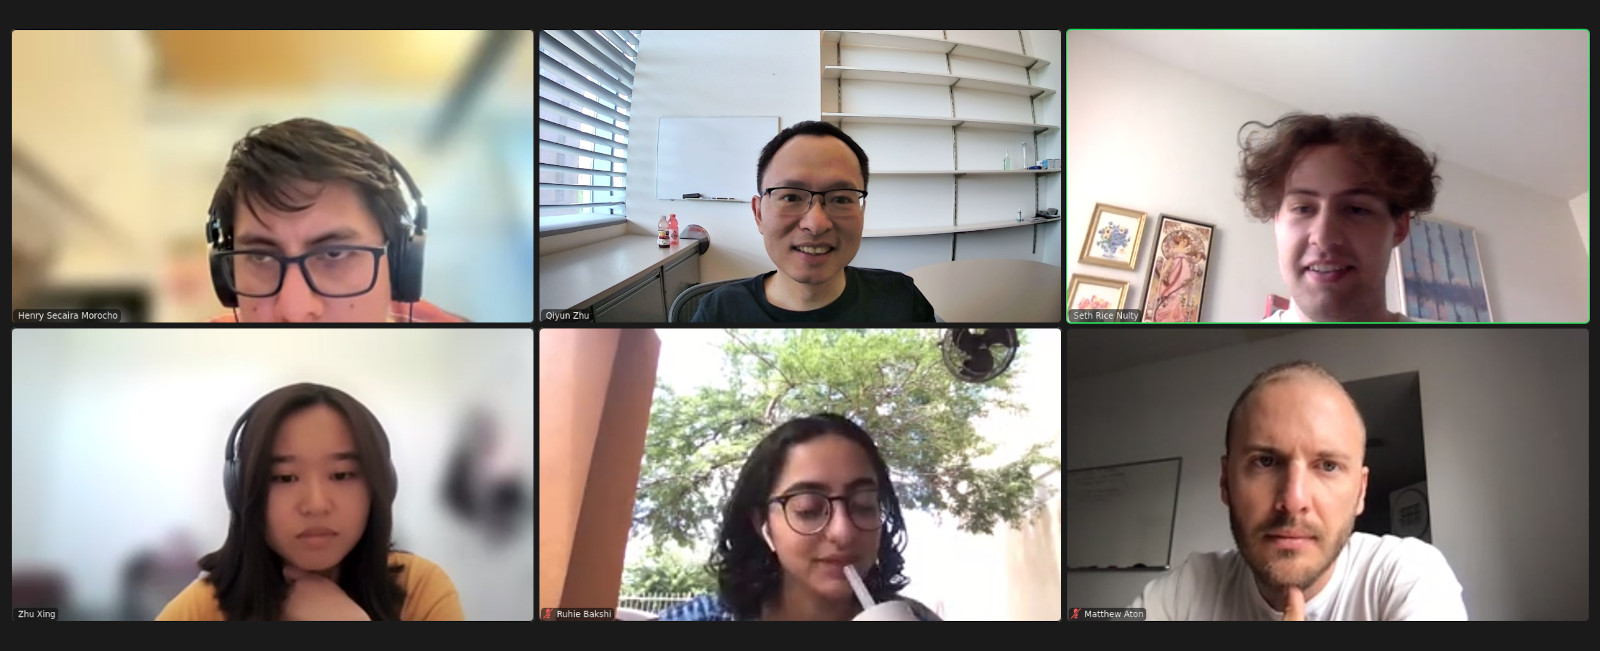 Henry Secaira Morocho
Qiyun Zhu
Seth Rice Nulty
Zhu Xing
Ruhie Bakshi
Matthew Aton